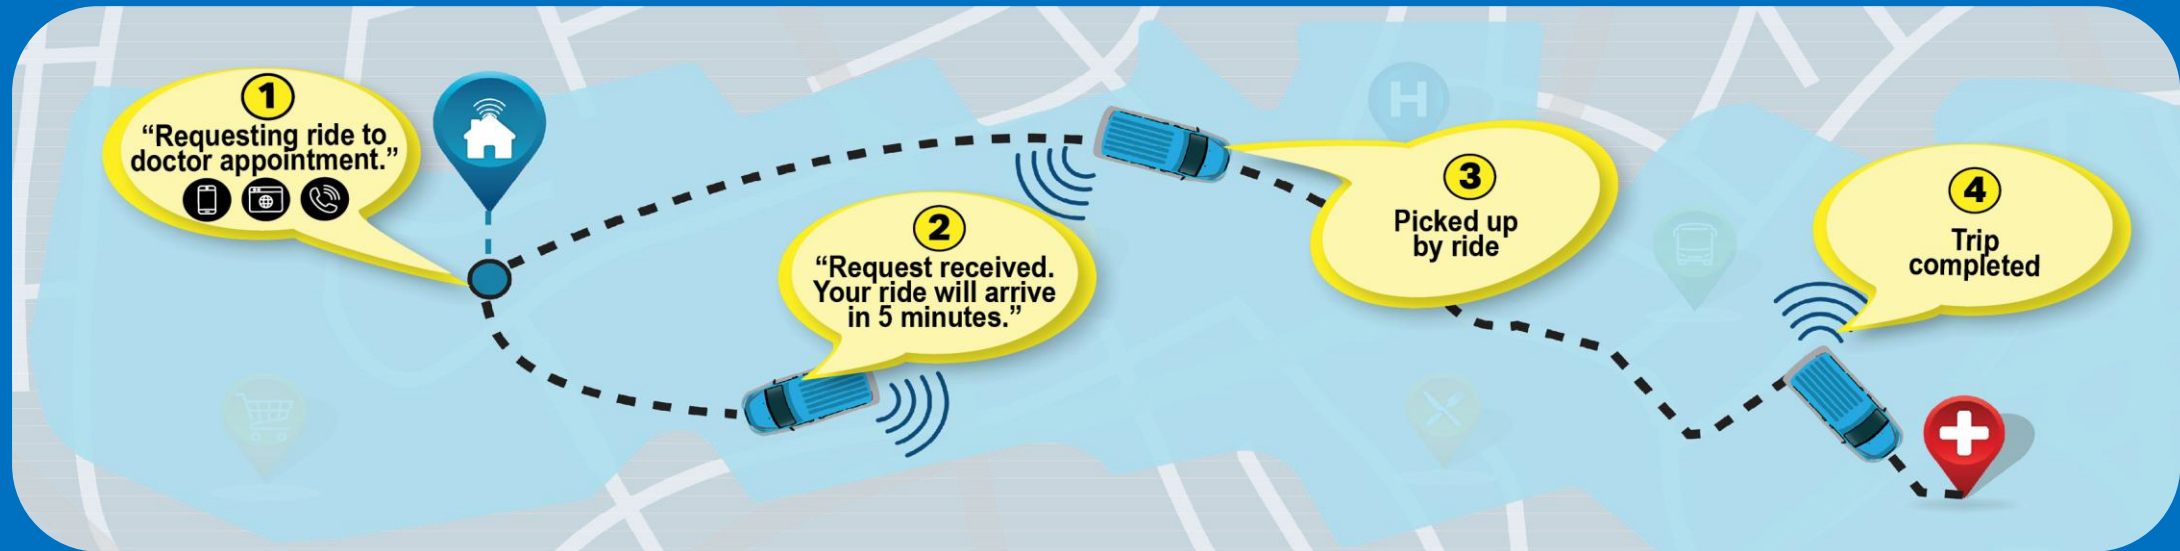 1
“Requesting ride to
doctor appointment.”
2
“Request received.
Your ride will arrive
in 5 minutes.”
H
3
Picked up
by ride
4
Trip
completed